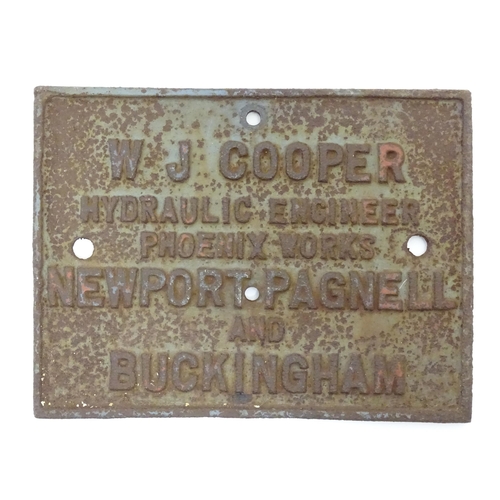 W J COOPER
HYDRAULIC ENGINEER
PHOENIX WORKS
NEWPORT PAGNELL
AND
BUCKINGHAM